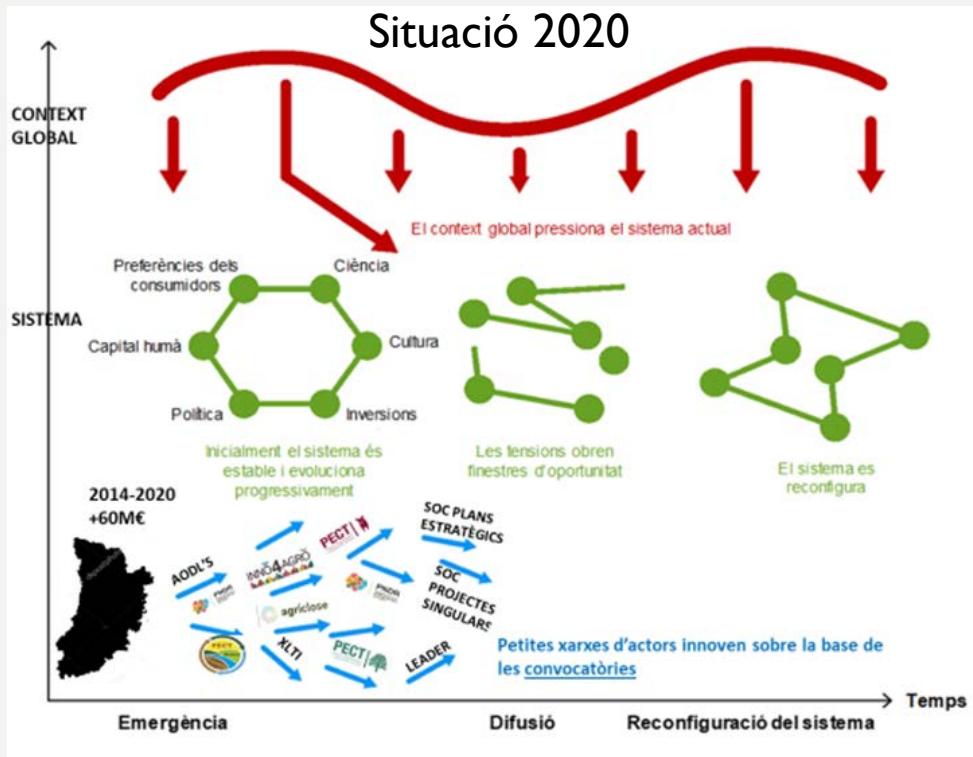 Situació 2020
CONTEXT
GLOBAL
El context global pressiona el sistema actual
Preferències dels
consumidors
Ciència
SISTEMA
Capital humà
Cultura
Política
Inversions
Inicialment el sistema és
estable i evoluciona
progressivament
Les tensions obren
finestres d'oportunitat
El sistema es
reconfigura
2014-2020
+60M€
AODL'S
INNÖ4AGRO
PECT
SOC PLANS
ESTRATÈGICS
agriclose
SOC
PROJECTES
SINGULARS
PECT
XLTI
PECT
LEADER
Petites xarxes d'actors innoven sobre la base de
les convocatòries
Temps
Emergència
Difusió
Reconfiguració del sistema